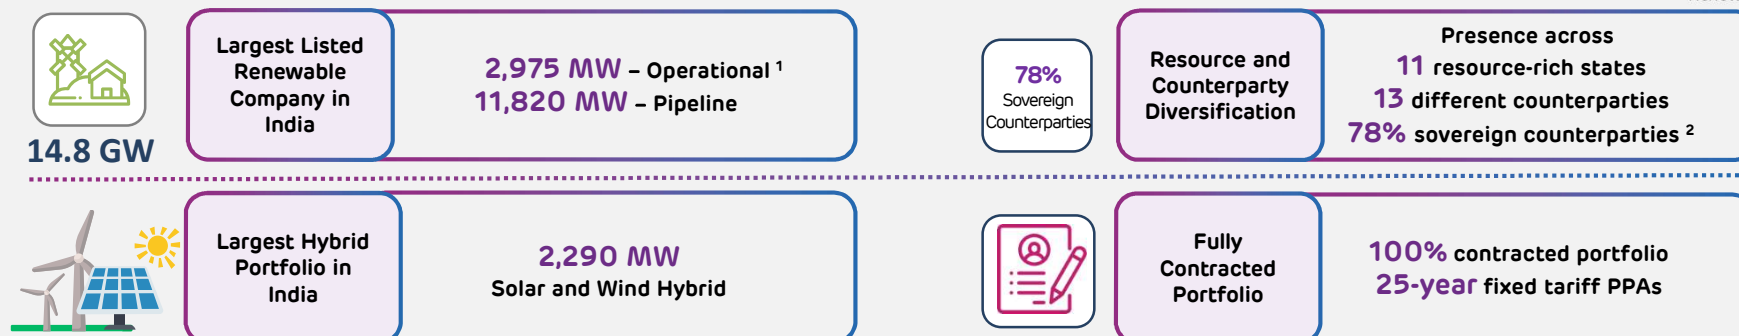 14.8 GW
Largest Listed
Renewable
Company in
India
2,975 MW – Operational 1
11,820 MW – Pipeline
78%
Sovereign
Counterparties
Resource and
Counterparty
Diversification
Presence across
11 resource-rich states
13 different counterparties
78% sovereign counterparties 2
Largest Hybrid
Portfolio in
India
2,290 MW
Solar and Wind Hybrid
Fully
Contracted
Portfolio
100% contracted portfolio
25-year fixed tariff PPAs